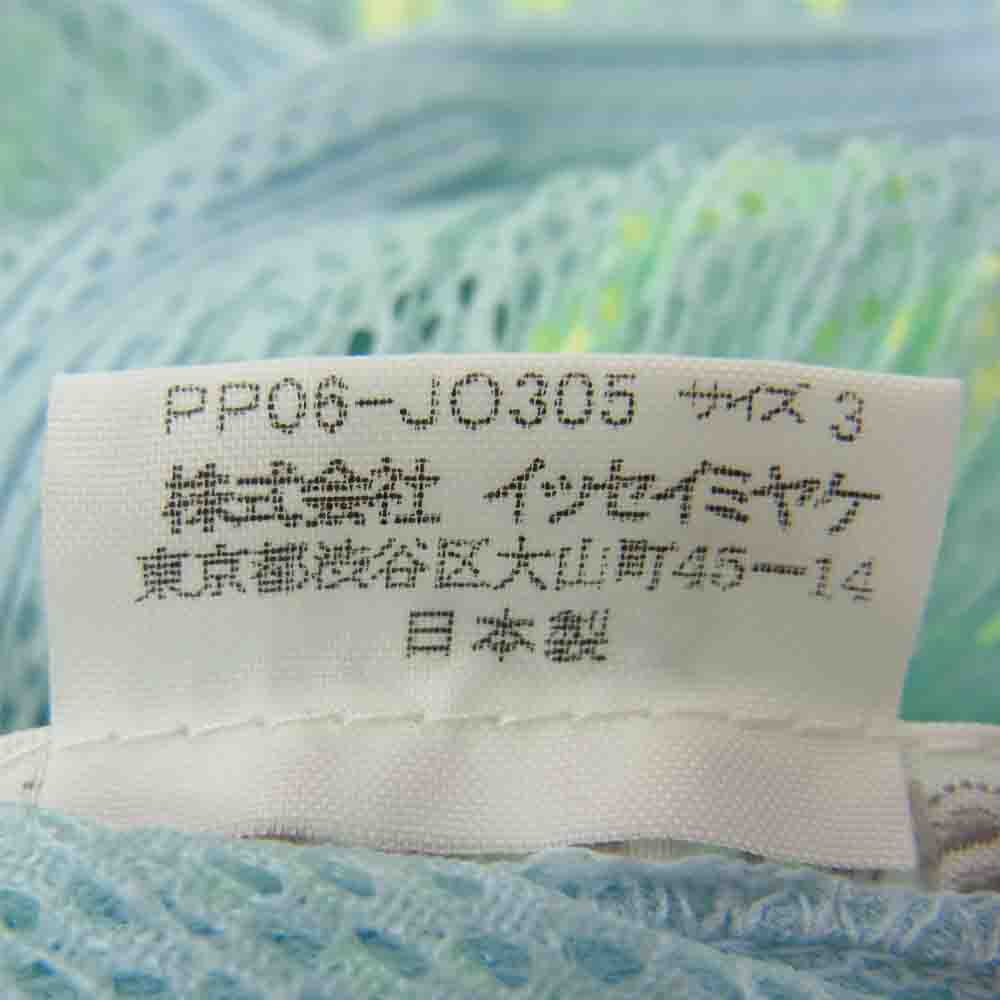 PP06-JO305 サイズ 3
株式会社 イッセイミヤケ
東京都渋谷区大山町45ー14
日本製